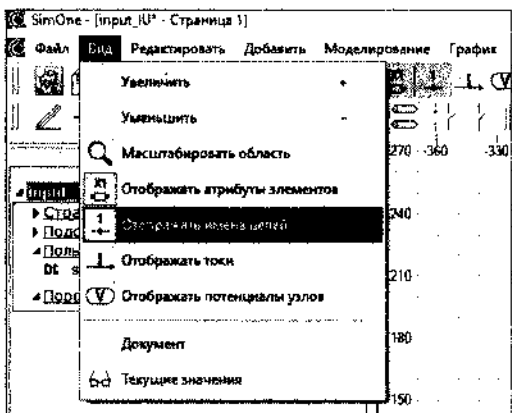 SimOne - [input_IU* - Страница 1]
Файл Вид Редактировать Добавить Моделирование График
Увеличить +
Уменьшить -
Масштабировать область
270 -360 -330
Отображать атрибуты элементов
Отображать имена цепей
240
Отображать токи
210
Отображать потенциалы узлов
Документ
180
Текущие значения
150